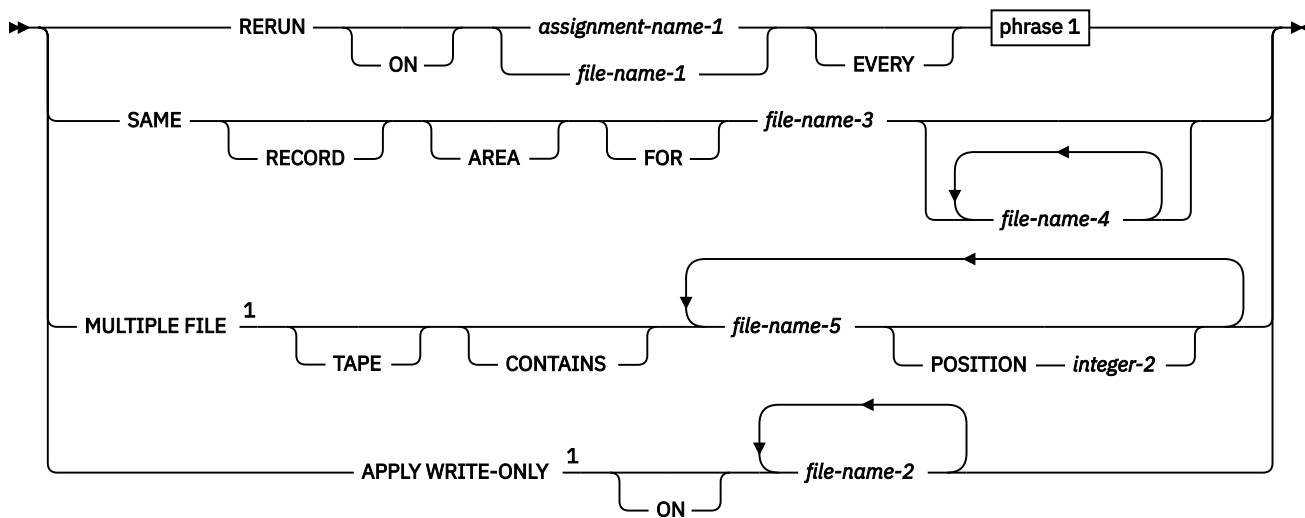 RERUN ON assignment-name-1 file-name-1 EVERY phrase 1
SAME RECORD AREA FOR file-name-3 file-name-4
MULTIPLE FILE 1 TAPE CONTAINS file-name-5 POSITION integer-2
APPLY WRITE-ONLY 1 ON file-name-2